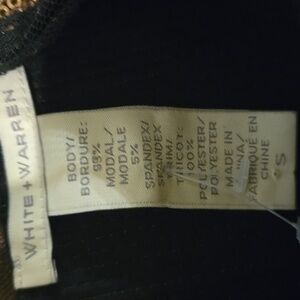 WHITE + WARREN
BODY/
BORDURE:
95%
MODAL/
MODALE
5%
SPANDEX/
SPANDEX
TRIM/
TRICOT:
100%
POLYESTER/
POLYESTER
MADE IN
CHINA/
FABRIQUE EN
CHINE
S